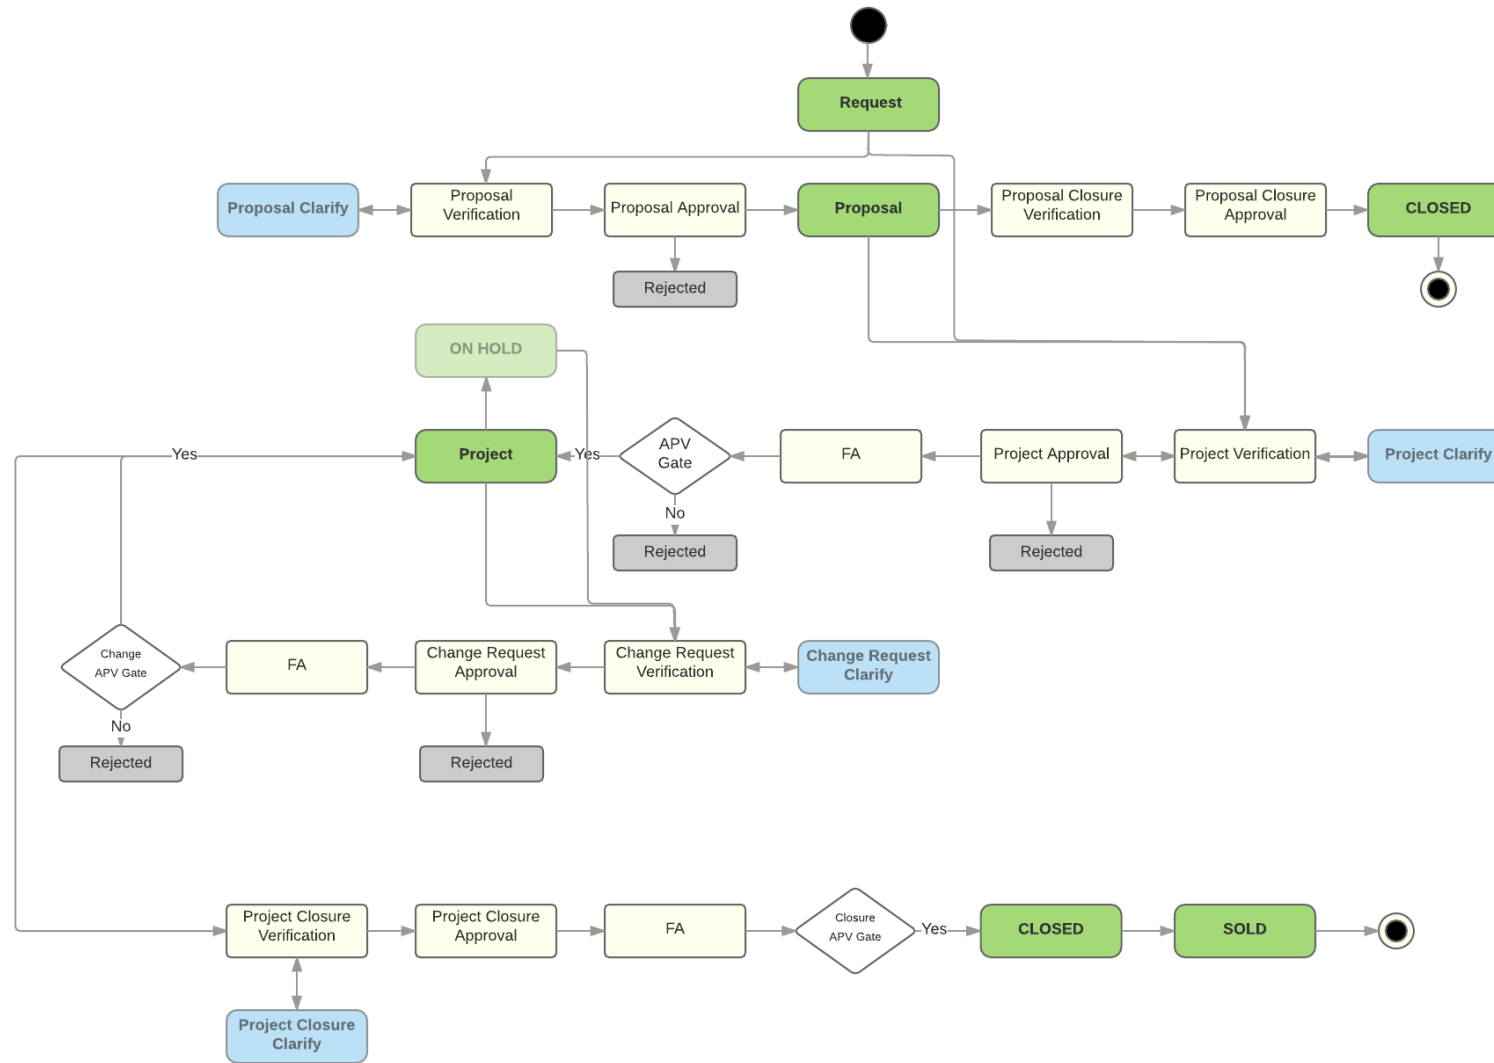 Request
Proposal Clarify
Proposal
Verification
Proposal Approval
Proposal
Proposal Closure
Verification
Proposal Closure
Approval
CLOSED
Rejected
ON HOLD
Yes
Project
Yes
APV
Gate
FA
Project Approval
Project Verification
Project Clarify
No
Rejected
Rejected
Change
APV Gate
FA
Change Request
Approval
Change Request
Verification
Change Request
Clarify
No
Rejected
Rejected
Project Closure
Verification
Project Closure
Approval
FA
Closure
APV Gate
Yes
CLOSED
SOLD
Project Closure
Clarify